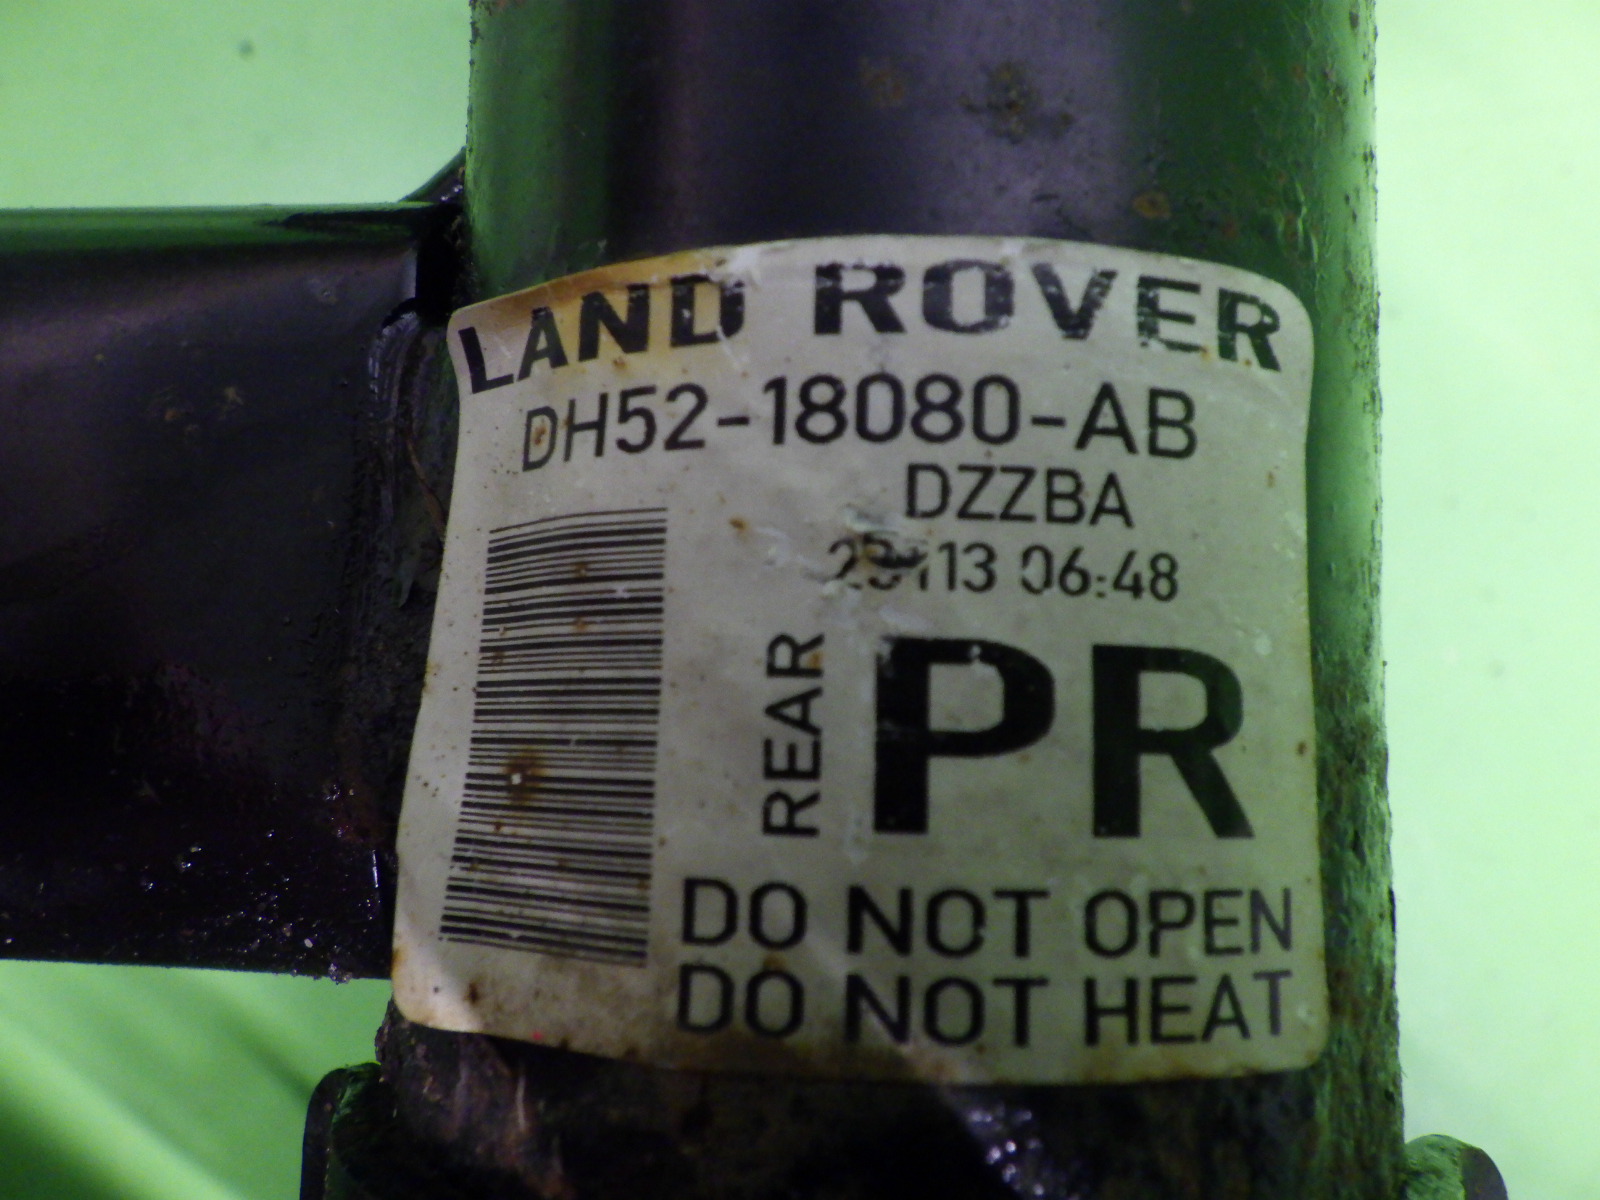 LAND ROVER
DH52-18080-AB
DZZBA
06:48
REAR
PR
DO NOT OPEN
DO NOT HEAT